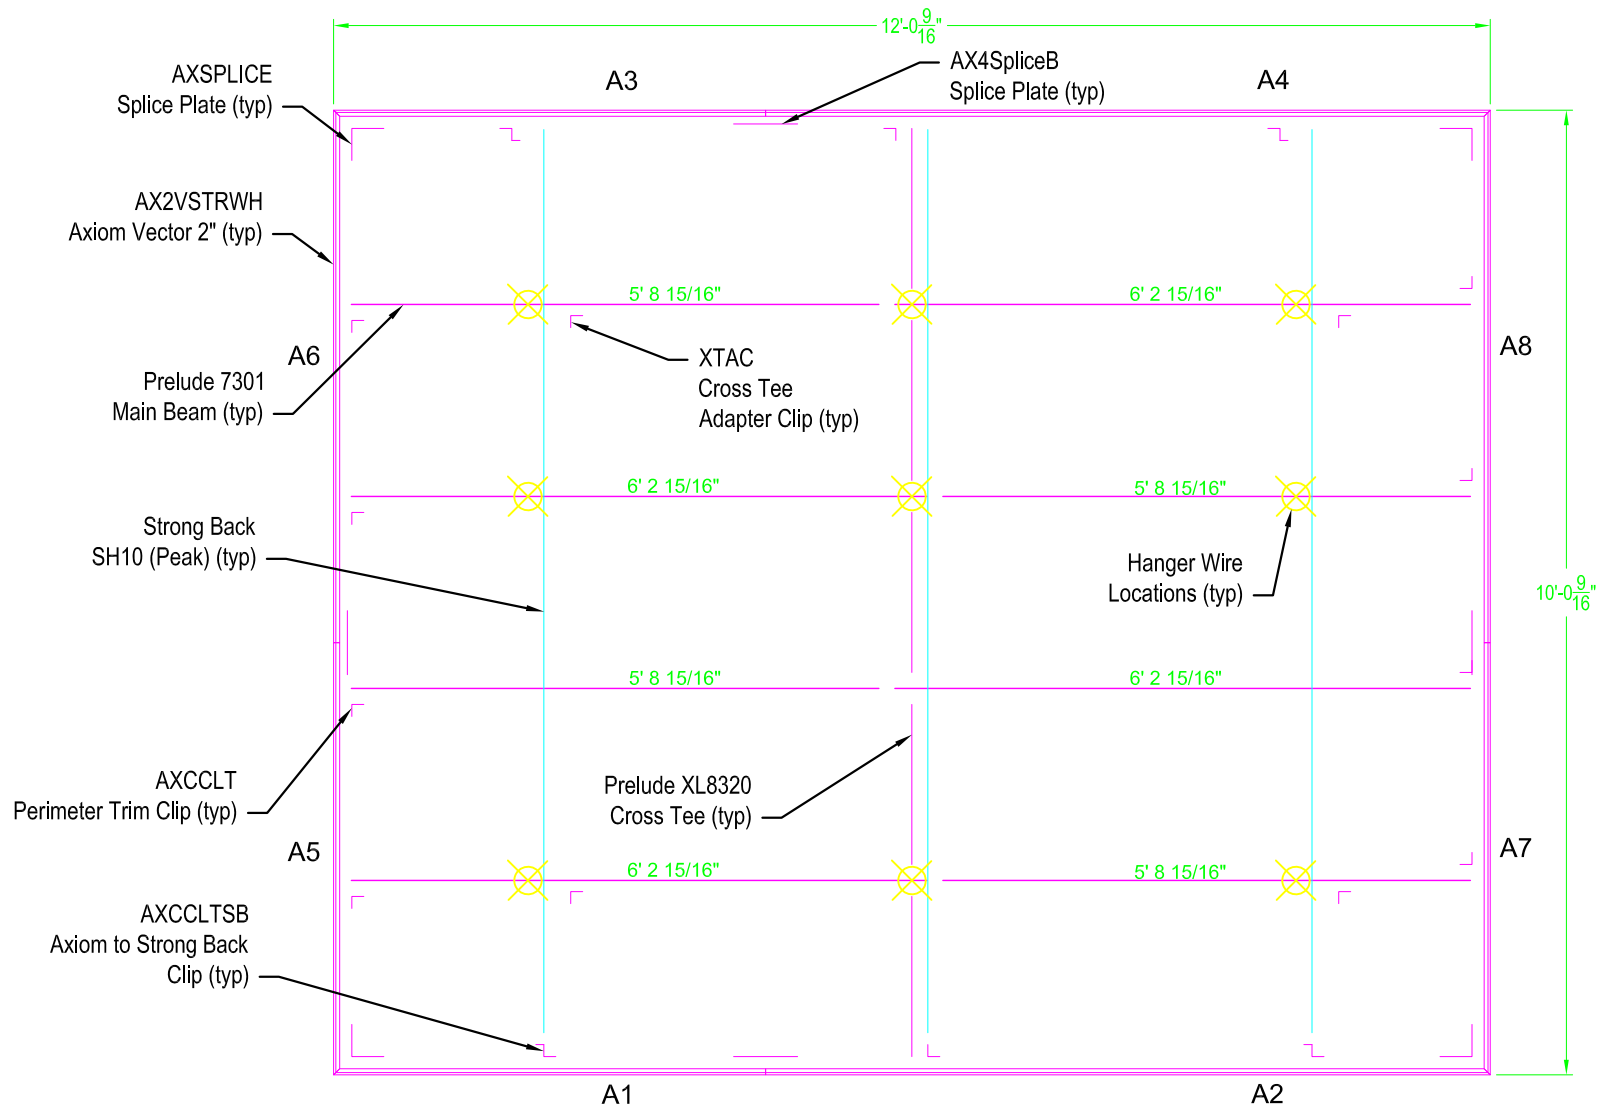 12'-0 9/16"
AXSPLICE
Splice Plate (typ)
A3
AX4SpliceB
Splice Plate (typ)
A4
AX2VSTRWH
Axiom Vector 2" (typ)
5' 8 15/16"
6' 2 15/16"
A6
A8
XTAC
Cross Tee
Adapter Clip (typ)
Prelude 7301
Main Beam (typ)
6' 2 15/16"
5' 8 15/16"
Strong Back
SH10 (Peak) (typ)
Hanger Wire
Locations (typ)
10'-0 9/16"
5' 8 15/16"
6' 2 15/16"
AXCCLT
Perimeter Trim Clip (typ)
Prelude XL8320
Cross Tee (typ)
A5
A7
6' 2 15/16"
5' 8 15/16"
AXCCLTSB
Axiom to Strong Back
Clip (typ)
A1
A2